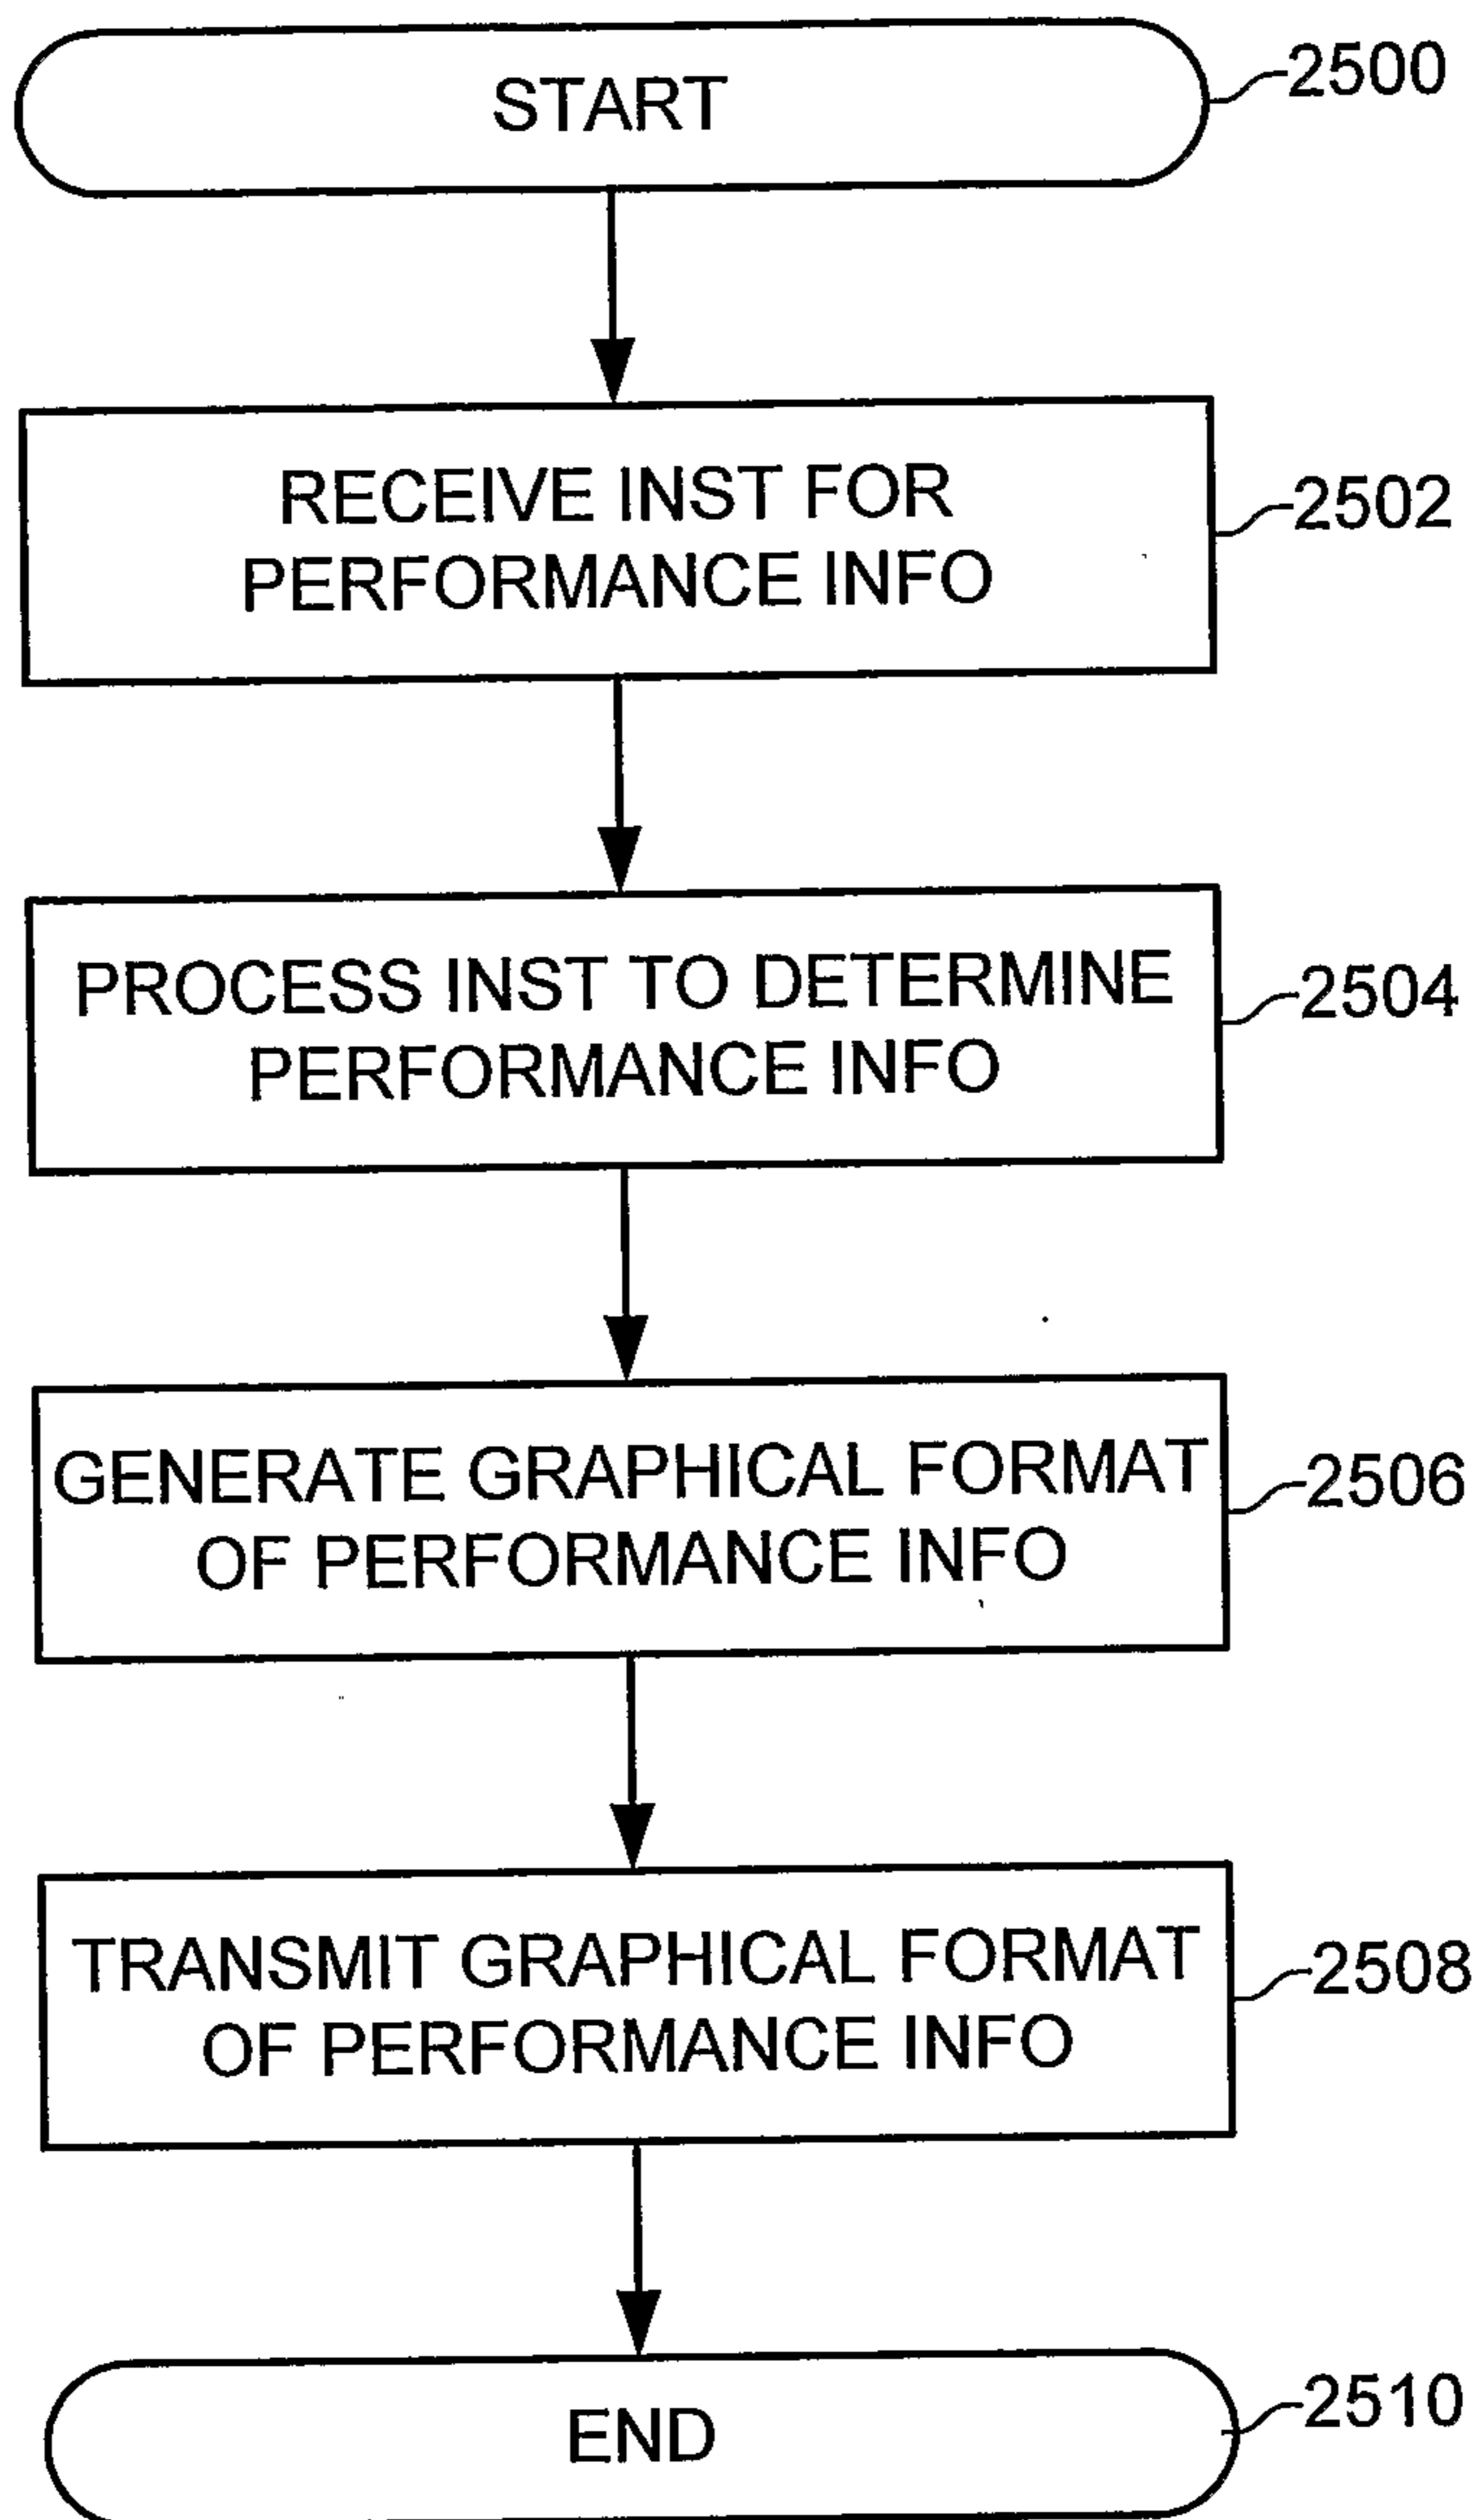 START
2500
RECEIVE INST FOR
PERFORMANCE INFO
2502
PROCESS INST TO DETERMINE
PERFORMANCE INFO
2504
GENERATE GRAPHICAL FORMAT
OF PERFORMANCE INFO
2506
TRANSMIT GRAPHICAL FORMAT
OF PERFORMANCE INFO
2508
END
2510